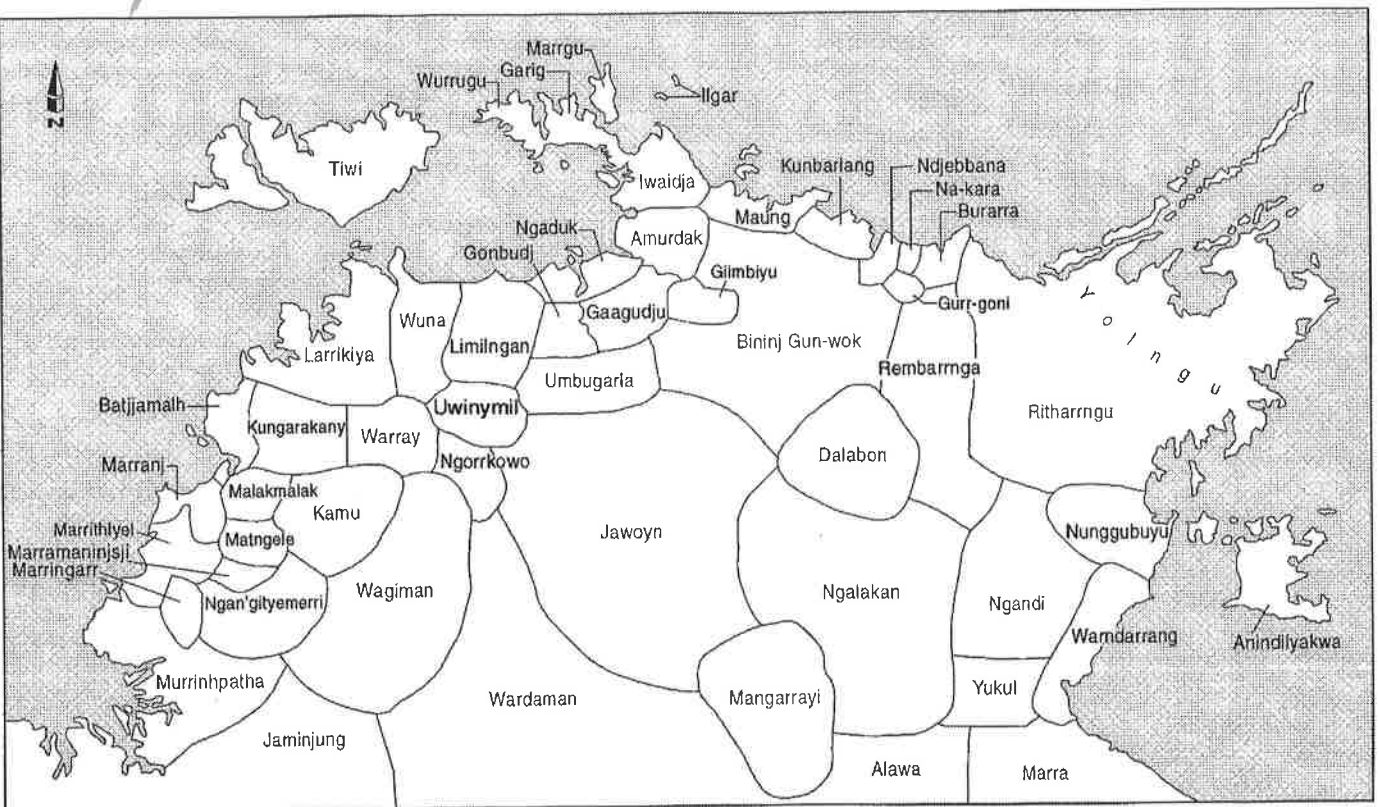 Marrgu
Garig
Wurrugu
Ilgar
N
Tiwi
Iwaidja
Kunbarlang
Ndjebbana
Na-kara
Burarra
Maung
Ngaduk
Amurdak
Gonbudj
Giimbiyu
Gurr-goni
Yolngu
Gaagudju
Wuna
Limilngan
Larrikiya
Bininj Gun-wok
Rembarrnga
Umbugarla
Batjjamalh
Uwinymil
Ritharrngu
Kungarakany
Warray
Dalabon
Ngorrkowo
Marranj
Malakmalak
Kamu
Marrithiyel
Matngele
Jawoyn
Nunggubuyu
Marramaninjsji
Marringarr
Ngan'gityemerri
Wagiman
Ngalakan
Ngandi
Warndarrang
Anindilyakwa
Murrinhpatha
Wardaman
Mangarrayi
Yukul
Jaminjung
Alawa
Marra